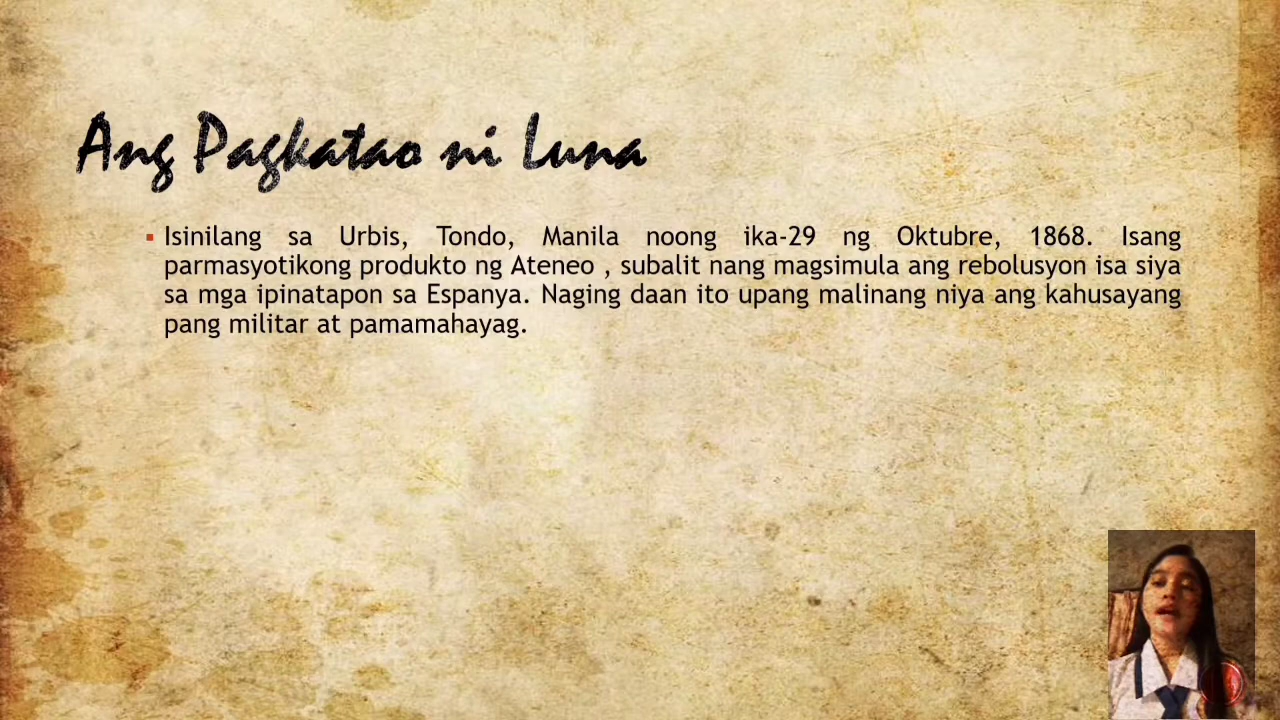 Ang Pagkatao ni Luna
Isinilang sa Urbis, Tondo, Manila noong ika-29 ng Oktubre, 1868. Isang
parmasyotikong produkto ng Ateneo , subalit nang magsimula ang rebolusyon isa siya
sa mga ipinatapon sa Espanya. Naging daan ito upang malinang niya ang kahusayang
pang militar at pamamahayag.